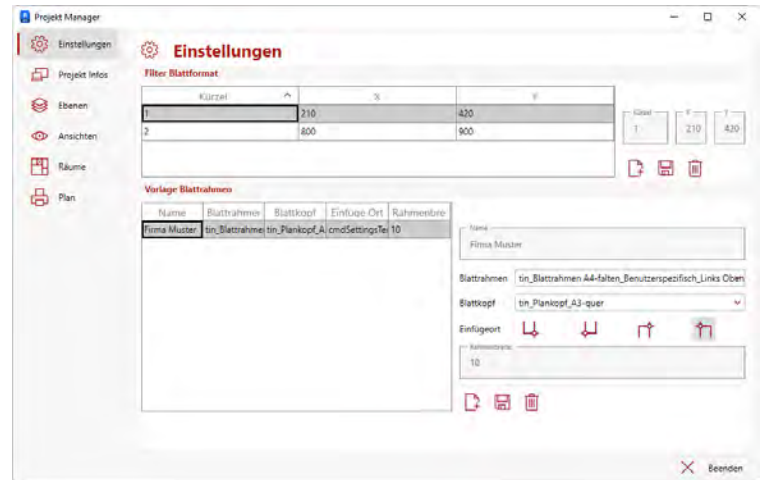 Projekt Manager
Einstellungen
Projekt Infos
Ebenen
Ansichten
Räume
Plan
Einstellungen
Filter Blattformat
Kürzel X Y
1 210 420
2 800 900
Kürzel X Y
1 210 420
Vorlage Blattrahmen
Name Blattrahmen Blattkopf Einfüge Ort Rahmenbre
Firma Muster tin_Blattrahme tin_Plankopf_A cmdSettingsTe 10
Name
Firma Muster
Blattrahmen tin_Blattrahmen A4-falten_Benutzerspezifisch_Links Oben
Blattkopf tin_Plankopf_A3-quer
Einfügeort
10
Beenden